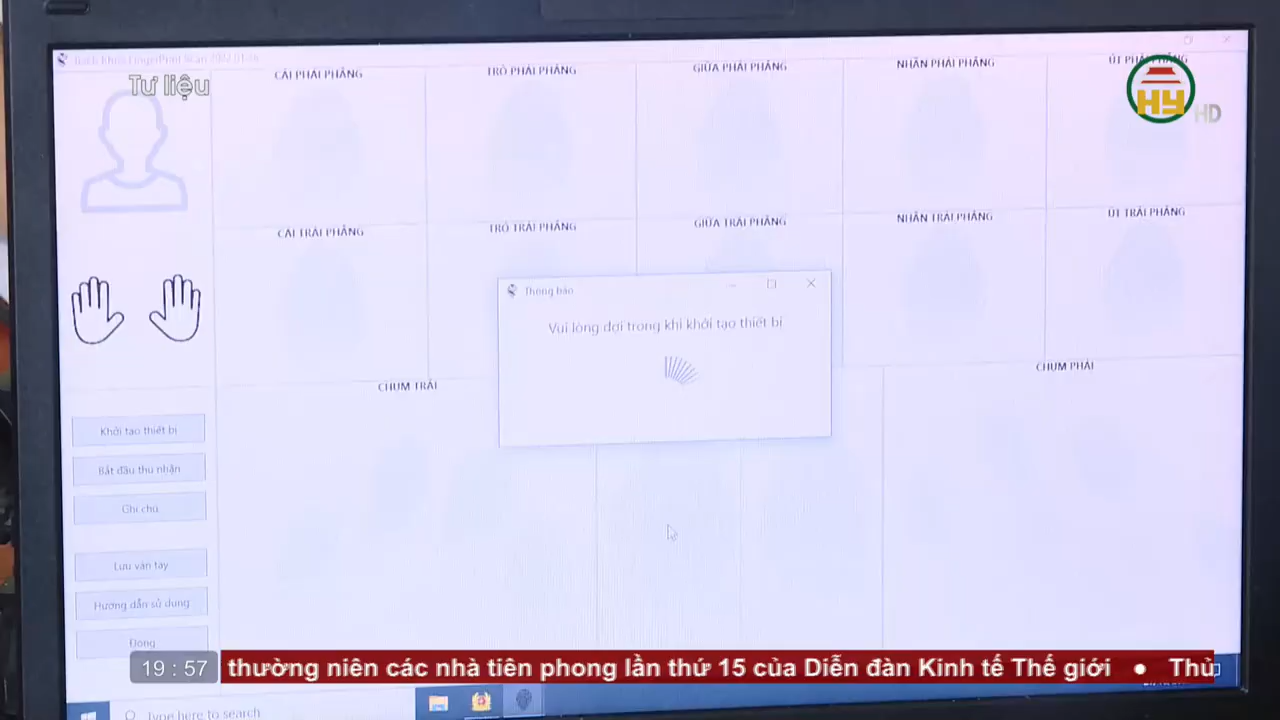 FingerPrint Scan
Tư liệu
CÁI PHẢI PHẲNG
TRỎ PHẢI PHẲNG
GIỮA PHẢI PHẲNG
NHẪN PHẢI PHẲNG
ÚT PHẢI PHẲNG
HY
HD
CÁI TRÁI PHẲNG
TRỎ TRÁI PHẲNG
GIỮA TRÁI PHẲNG
NHẪN TRÁI PHẲNG
ÚT TRÁI PHẲNG
Thông báo
Vui lòng đợi trong khi khởi tạo thiết bị
CHỤM TRÁI
CHỤM PHẢI
Khởi tạo thiết bị
Bắt đầu thu nhận
Ghi chú
Lưu vân tay
Hướng dẫn sử dụng
Đóng
19 : 57
thường niên các nhà tiên phong lần thứ 15 của Diễn đàn Kinh tế Thế giới • Thủ
Type here to search